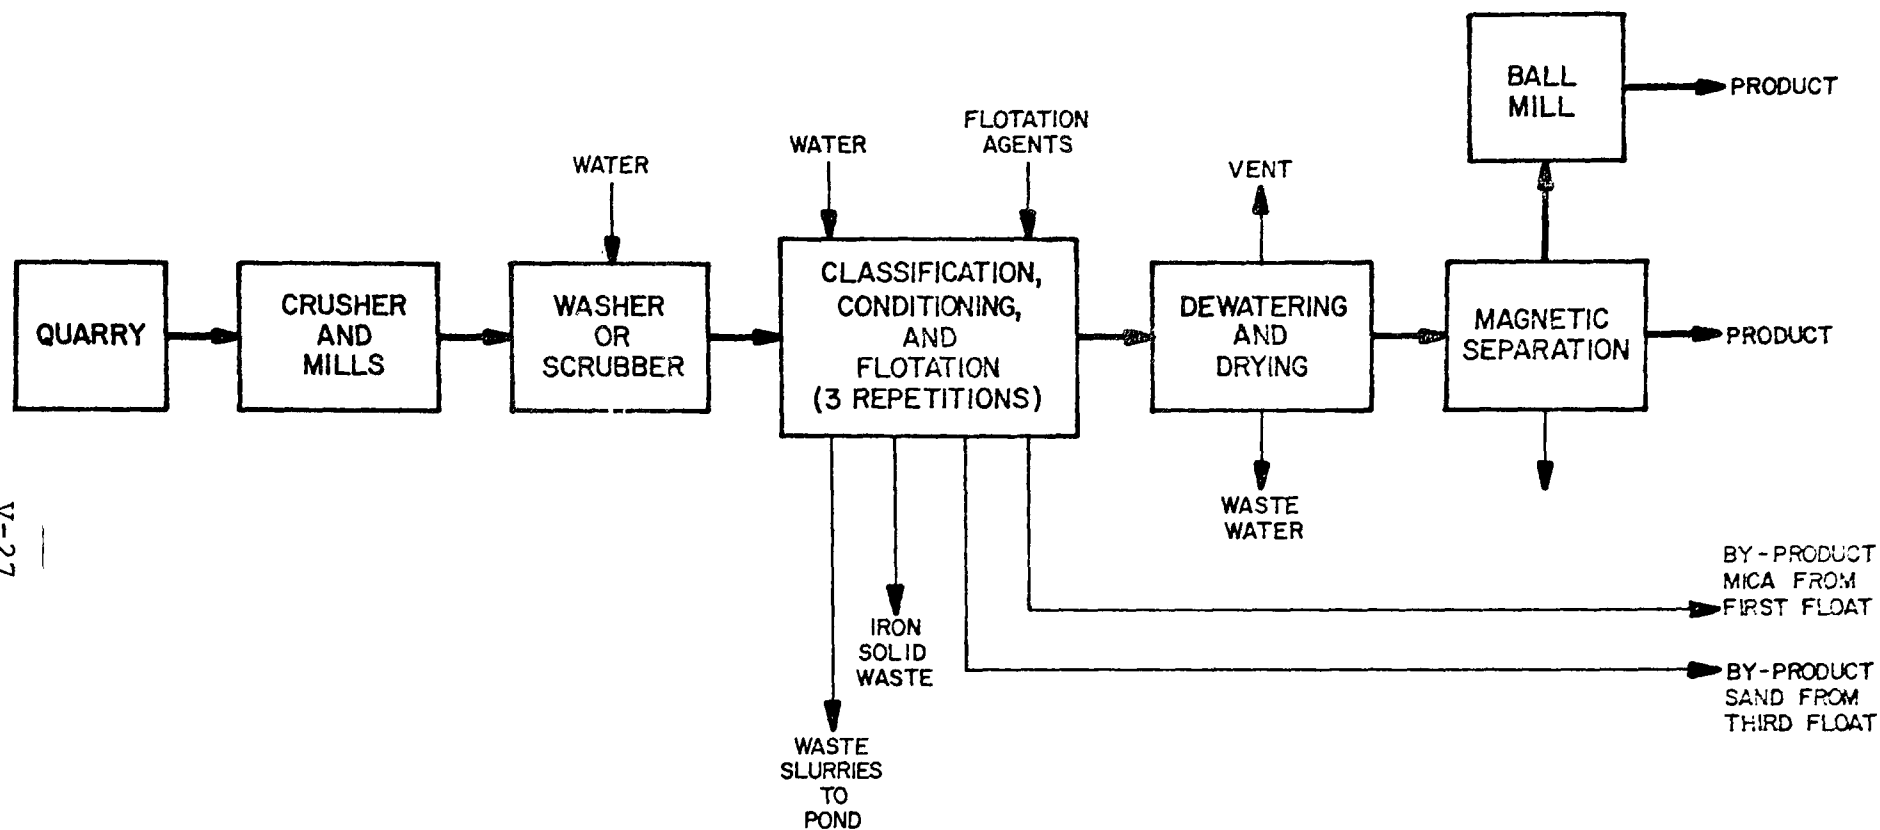 BALL
MILL
PRODUCT
FLOTATION
AGENTS
WATER
WATER
VENT
QUARRY
CRUSHER
AND
MILLS
WASHER
OR
SCRUBBER
CLASSIFICATION,
CONDITIONING,
AND
FLOTATION
(3 REPETITIONS)
DEWATERING
AND
DRYING
MAGNETIC
SEPARATION
PRODUCT
WASTE
WATER
V-27
BY-PRODUCT
MICA FROM
FIRST FLOAT
IRON
SOLID
WASTE
BY-PRODUCT
SAND FROM
THIRD FLOAT
WASTE
SLURRIES
TO
POND